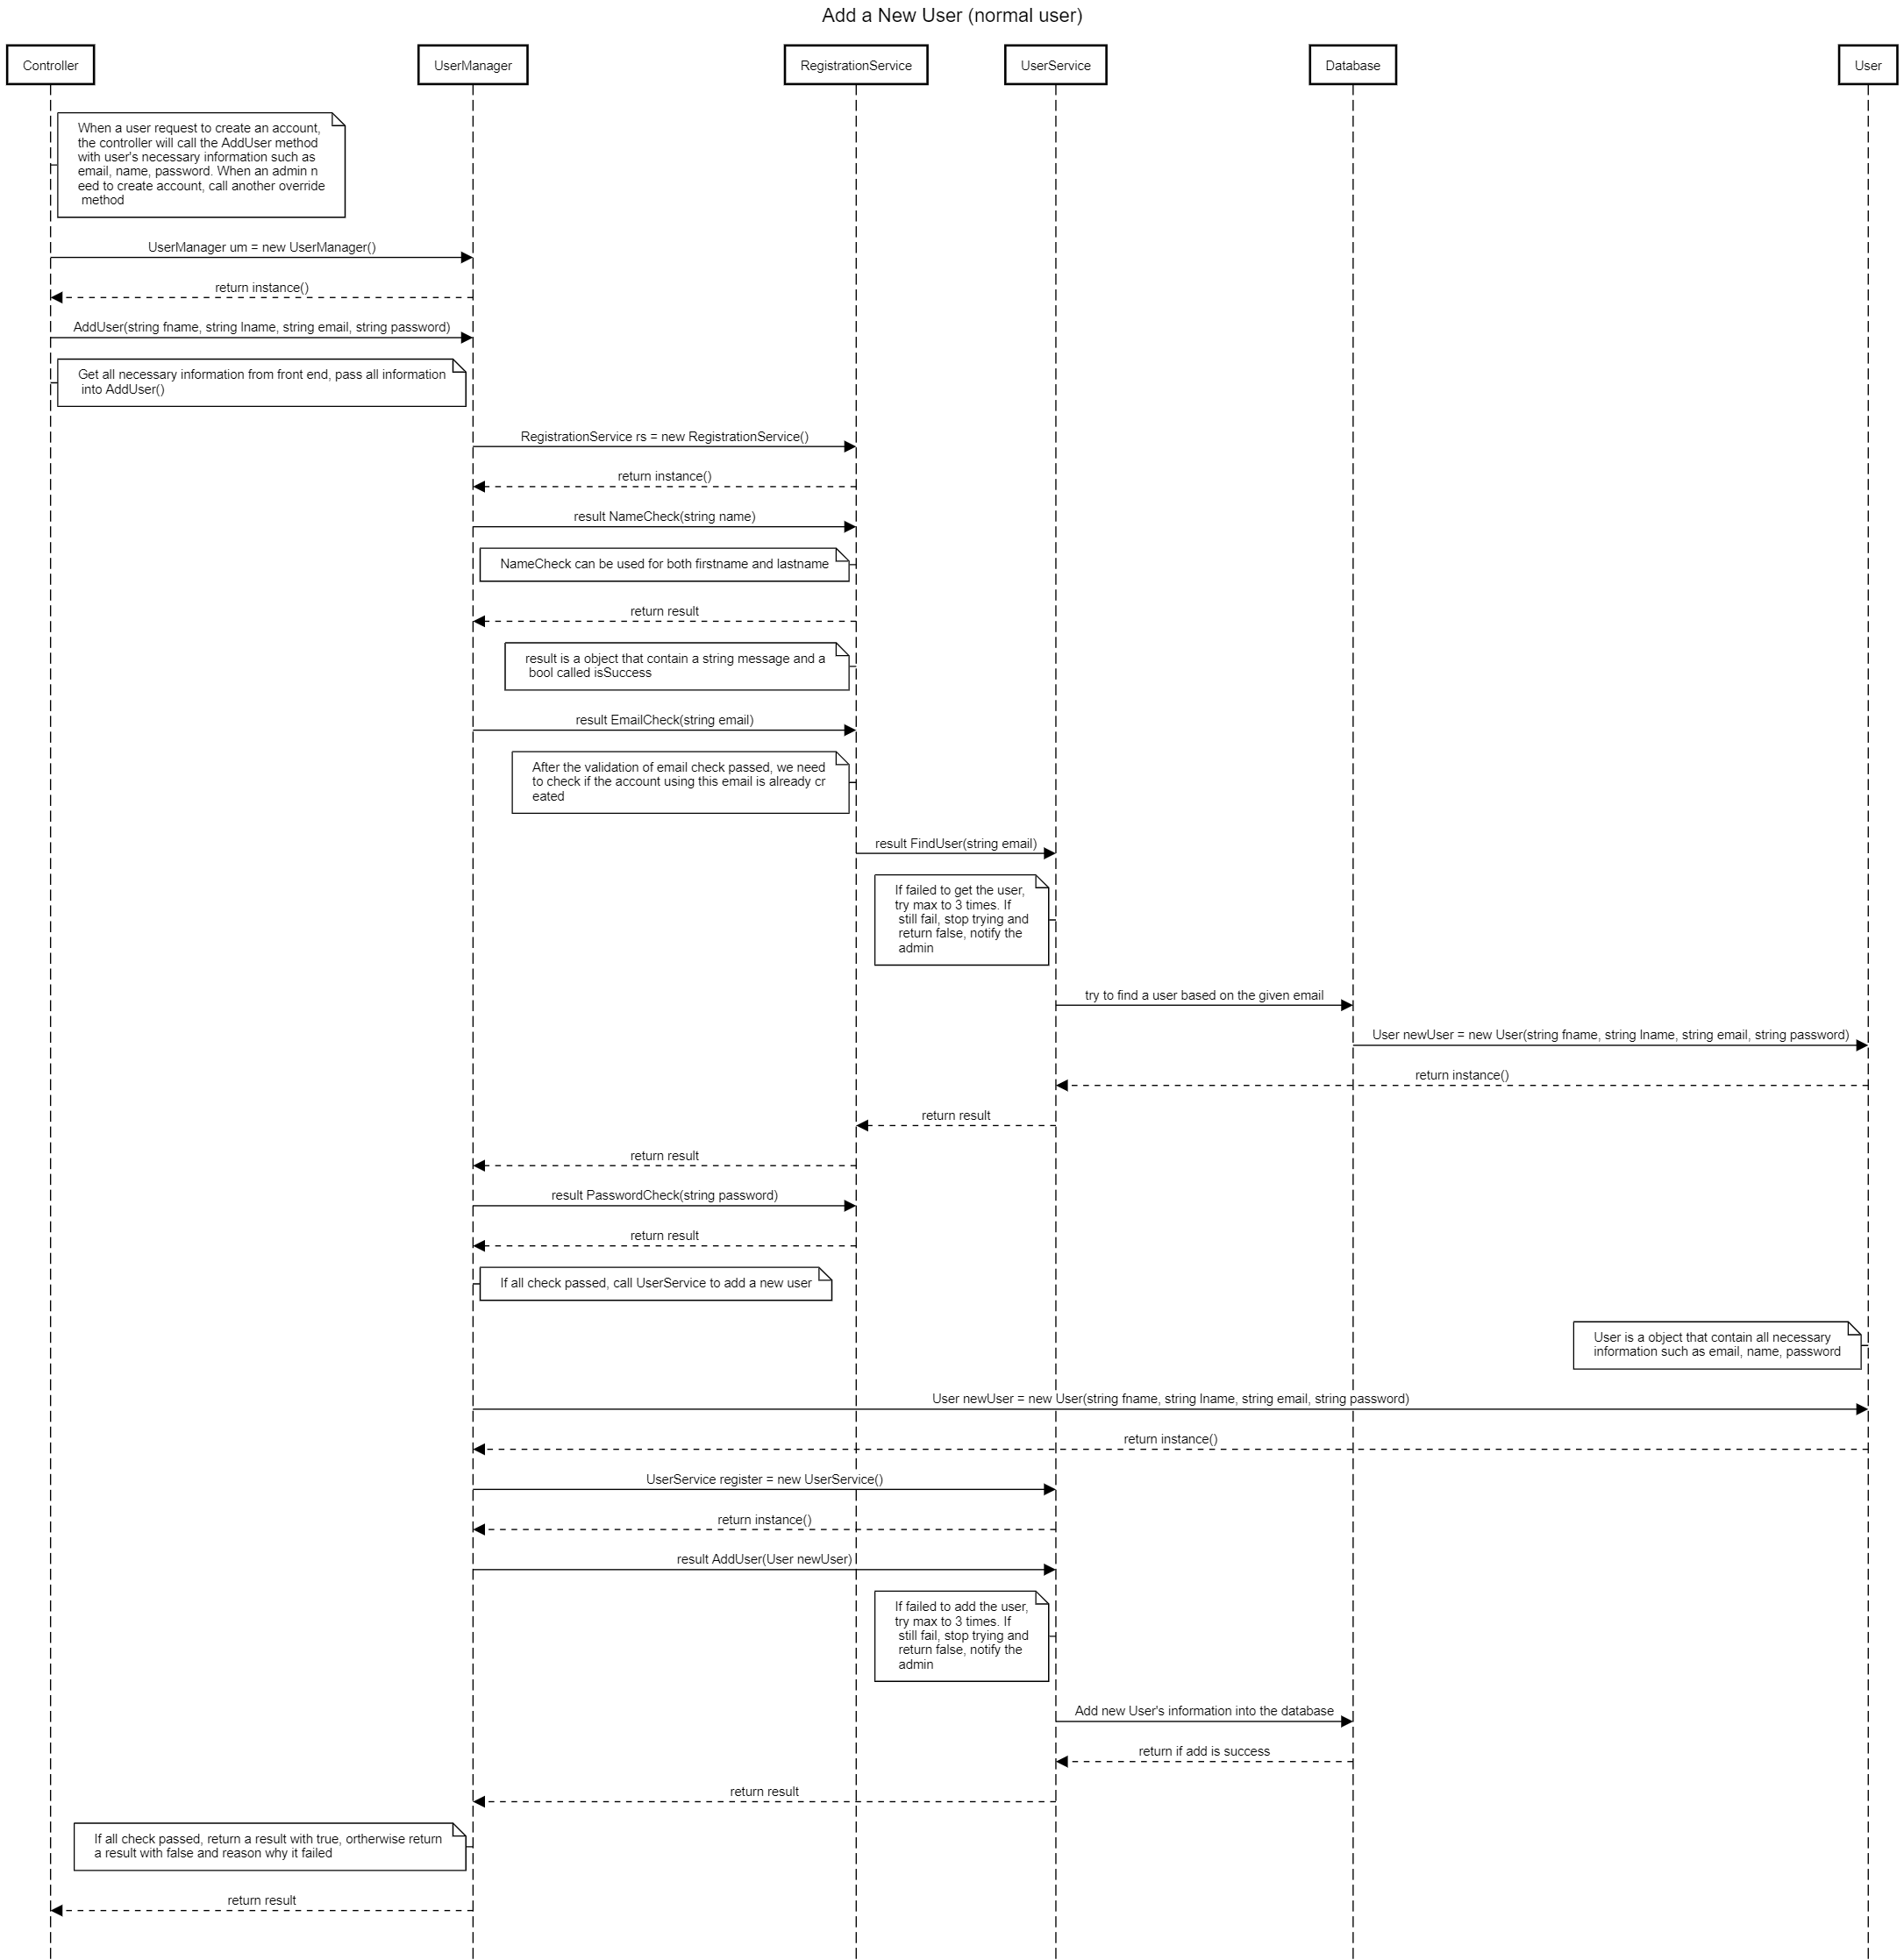 Add a New User (normal user)
Controller
UserManager
RegistrationService
UserService
Database
User
When a user request to create an account,
the controller will call the AddUser method
with user's necessary information such as
email, name, password. When an admin n
eed to create account, call another override
method
UserManager um = new UserManager()
return instance()
AddUser(string fname, string lname, string email, string password)
Get all necessary information from front end, pass all information
into AddUser()
RegistrationService rs = new RegistrationService()
return instance()
result NameCheck(string name)
NameCheck can be used for both firstname and lastname
return result
result is a object that contain a string message and a
bool called isSuccess
result EmailCheck(string email)
After the validation of email check passed, we need
to check if the account using this email is already cr
eated
result FindUser(string email)
If failed to get the user,
try max to 3 times. If
still fail, stop trying and
return false, notify the
admin
try to find a user based on the given email
User newUser = new User(string fname, string lname, string email, string password)
return instance()
return result
return result
result PasswordCheck(string password)
return result
If all check passed, call UserService to add a new user
User is a object that contain all necessary
information such as email, name, password
User newUser = new User(string fname, string lname, string email, string password)
return instance()
UserService register = new UserService()
return instance()
result AddUser(User newUser)
If failed to add the user,
try max to 3 times. If
still fail, stop trying and
return false, notify the
admin
Add new User's information into the database
return if add is success
return result
If all check passed, return a result with true, ortherwise return
a result with false and reason why it failed
return result